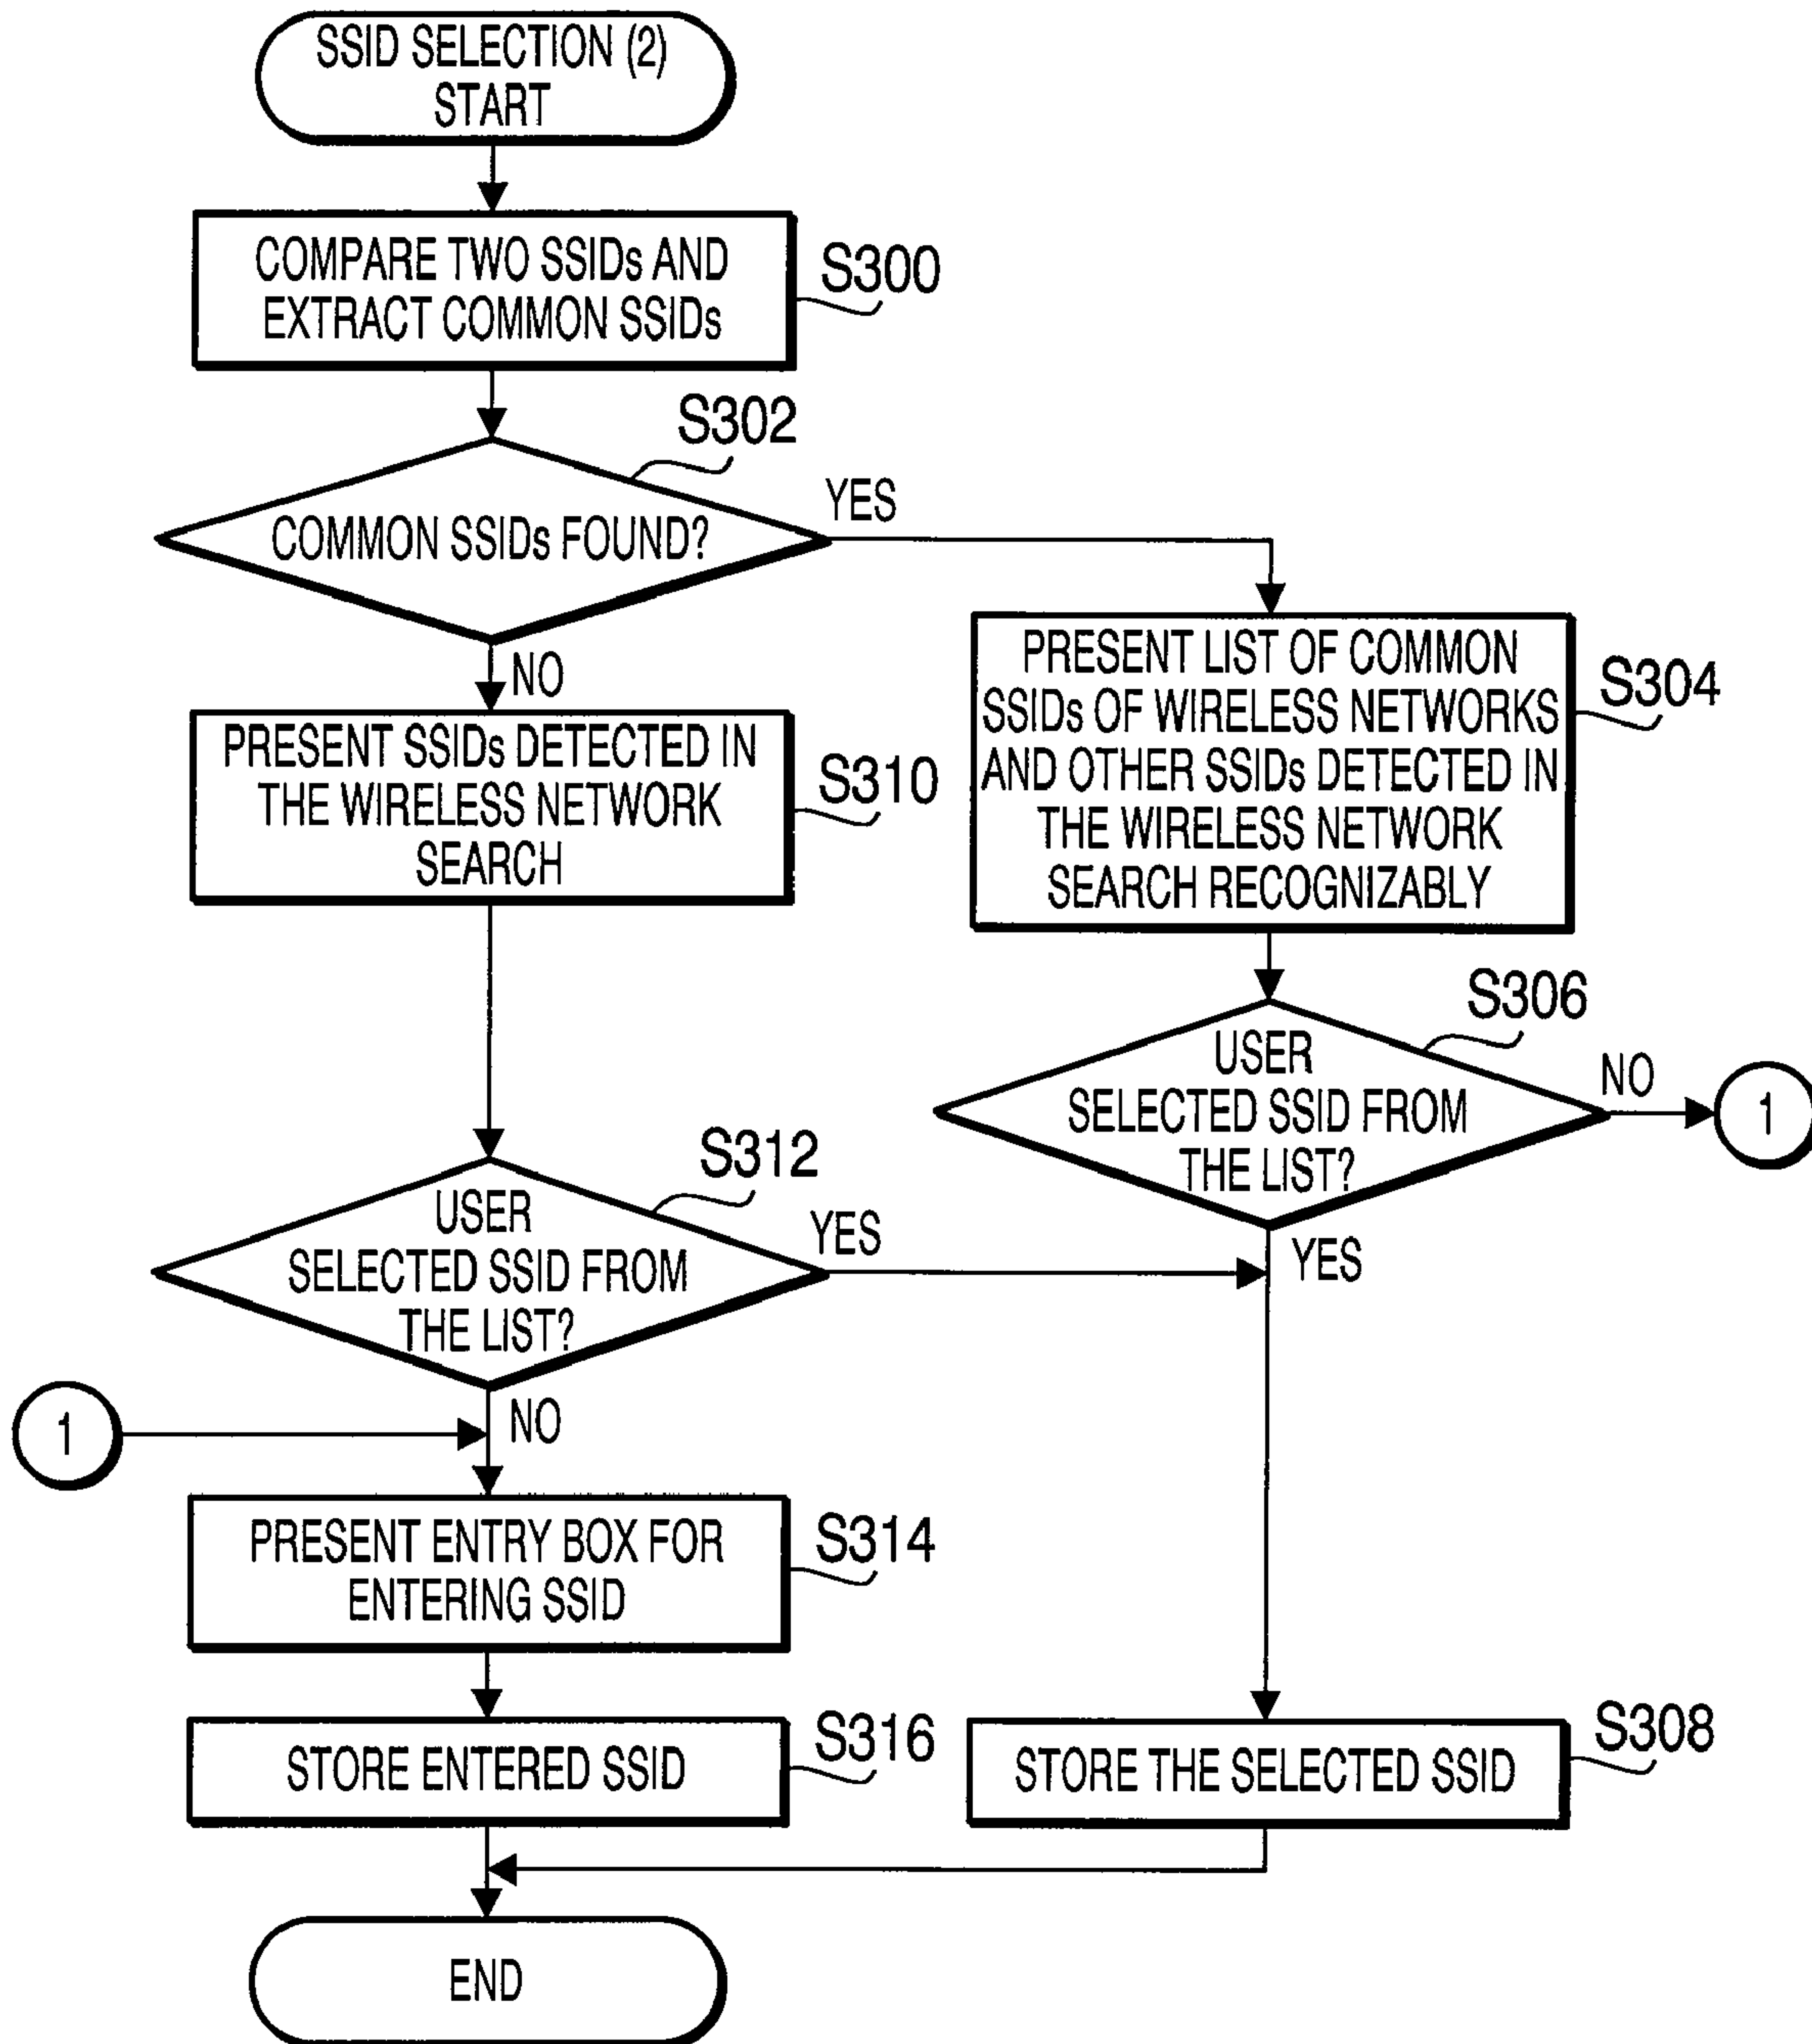 SSID SELECTION (2)
START
COMPARE TWO SSIDs AND
EXTRACT COMMON SSIDs
S300
S302
COMMON SSIDs FOUND?
YES
NO
PRESENT LIST OF COMMON
SSIDs OF WIRELESS NETWORKS
AND OTHER SSIDs DETECTED IN
THE WIRELESS NETWORK
SEARCH RECOGNIZABLY
S304
PRESENT SSIDs DETECTED IN
THE WIRELESS NETWORK
SEARCH
S310
S306
USER
SELECTED SSID FROM
THE LIST?
NO
1
YES
S312
USER
SELECTED SSID FROM
THE LIST?
YES
NO
1
PRESENT ENTRY BOX FOR
ENTERING SSID
S314
STORE ENTERED SSID
S316
STORE THE SELECTED SSID
S308
END